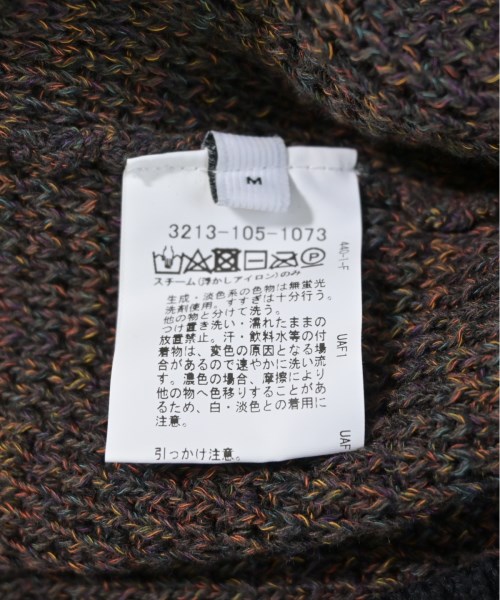 M
3213-105-1073
スチーム(浮かしアイロン)のみ
生成・淡色系の色物は無蛍光
洗剤使用。すすぎは十分行う。
他の物と分けて洗う。
つけ置き洗い・濡れたままの
放置禁止。汗・飲料水等の付
着物は、変色の原因となる場
合があるので速やかに洗い流
す。濃色の場合、摩擦により
他の物へ色移りすることがあ
るため、白・淡色との着用に
注意。
引っかけ注意。
UAF1
UAF